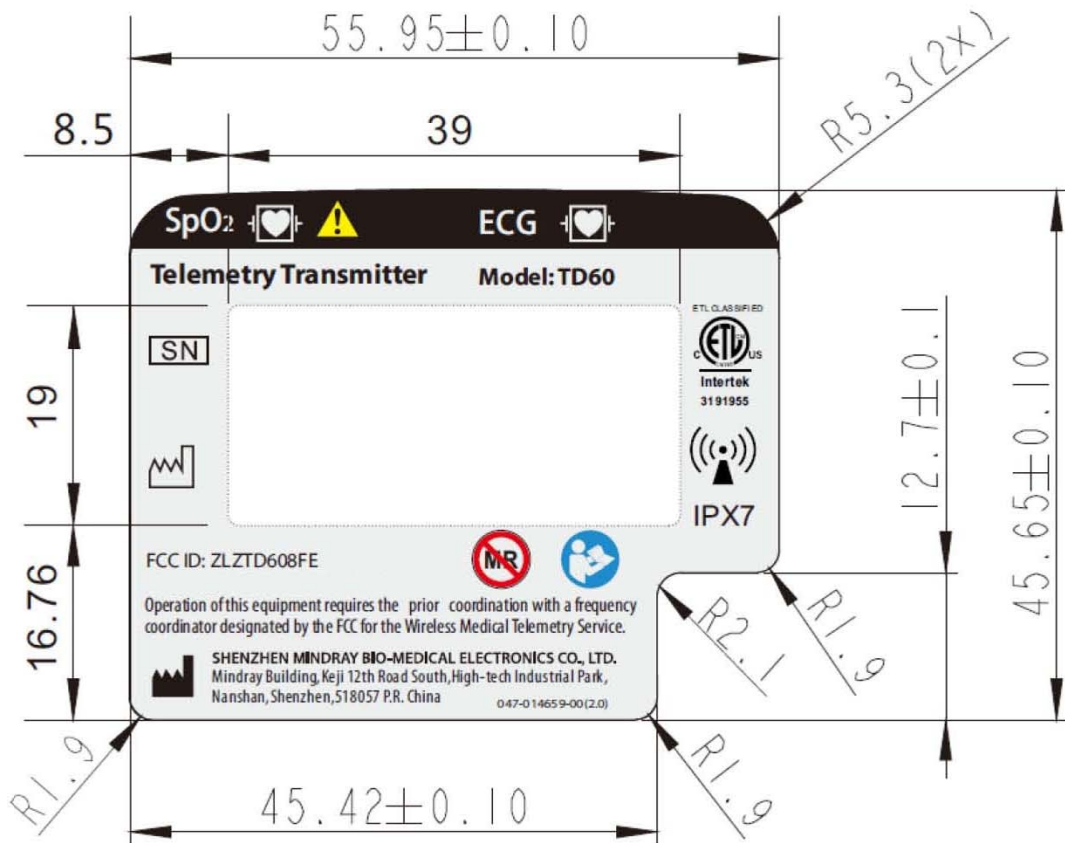 55.95±0.10
R5.3(2X)
8.5
39
SpO2
ECG
Telemetry Transmitter
Model: TD60
SN
ETL CLASSIFIED
ETL
C
US
Intertek
3191955
IPX7
19
12.7±0.1
45.65±0.10
16.76
FCC ID: ZLZTD608FE
MR
Operation of this equipment requires the prior coordination with a frequency
coordinator designated by the FCC for the Wireless Medical Telemetry Service.
SHENZHEN MINDRAY BIO-MEDICAL ELECTRONICS CO., LTD.
Mindray Building, Keji 12th Road South, High-tech Industrial Park,
Nanshan, Shenzhen, 518057 P.R. China
047-014659-00(2.0)
R2.1
R1.9
R1.9
R1.9
45.42±0.10